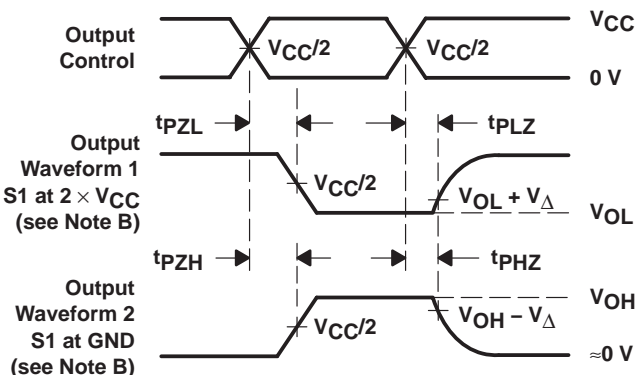 Output
Control
VCC/2
VCC/2
VCC
0 V
tPZL
tPLZ
Output
Waveform 1
S1 at 2 × VCC
(see Note B)
VCC/2
VOL + VΔ
VOL
tPZH
tPHZ
Output
Waveform 2
S1 at GND
(see Note B)
VCC/2
VOH − VΔ
VOH
≈0 V